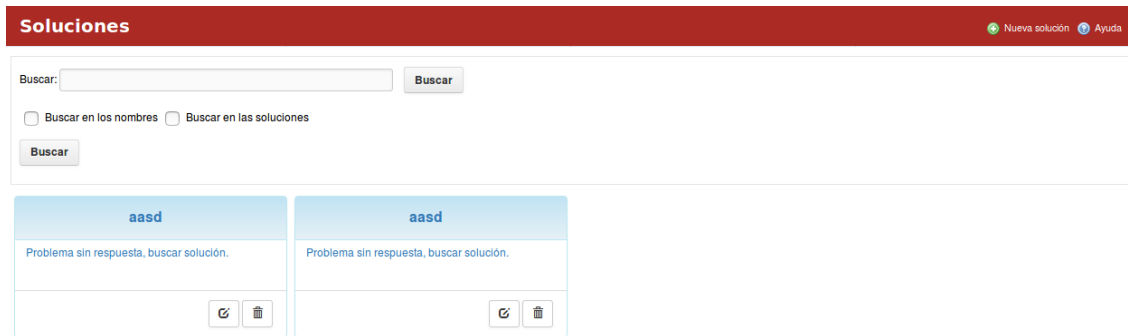 Soluciones
Nueva solución Ayuda
Buscar: Buscar
Buscar en los nombres Buscar en las soluciones
Buscar
aasd aasd
Problema sin respuesta, buscar solución. Problema sin respuesta, buscar solución.